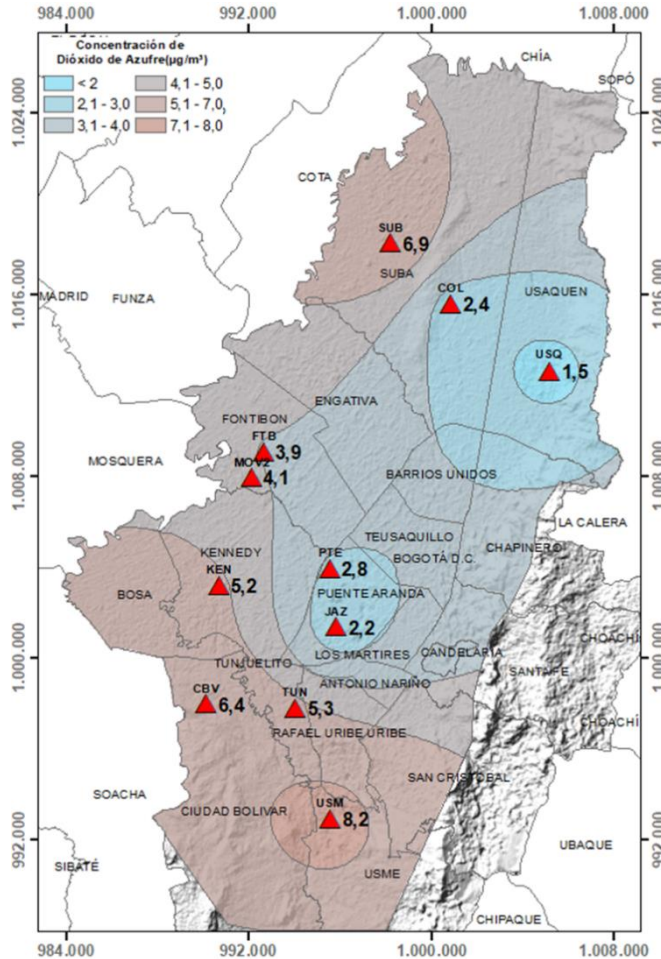 984.000 992.000 1.000.000 1.008.000
Concentración de
Dióxido de Azufre(µg/m³)
< 2 4,1 - 5,0
2,1 - 3,0 5,1 - 7,0,
3,1 - 4,0 7,1 - 8,0
CHÍA
SOPÓ
1.024.000 1.024.000
COTA
SUB
6,9
SUBA
COL
2,4
USAQUEN
1.016.000 1.016.000
MADRID
FUNZA
USQ
1,5
ENGATIVA
FONTIBON
FTB
3,9
MOSQUERA
MOV2
4,1
BARRIOS UNIDOS
1.008.000 1.008.000
LA CALERA
TEUSAQUILLO
KENNEDY
PTE
BOGOTÁ D.C.
CHAPINERO
KEN
2,8
5,2
BOSA
PUENTE ARANDA
JAZ
2,2
CHOACHÍ
LOS MARTIRES
CANDELARIA
1.000.000 1.000.000
TUNJUELITO
SANTAFE
ANTONIO NARIÑO
CBV
6,4
TUN
5,3
CHOACHÍ
RAFAEL URIBE URIBE
SAN CRISTOBAL
SOACHA
CIUDAD BOLIVAR
USM
8,2
992.000 992.000
UBAQUE
SIBATÉ
USME
CHIPAQUE
984.000 992.000 1.000.000 1.008.000